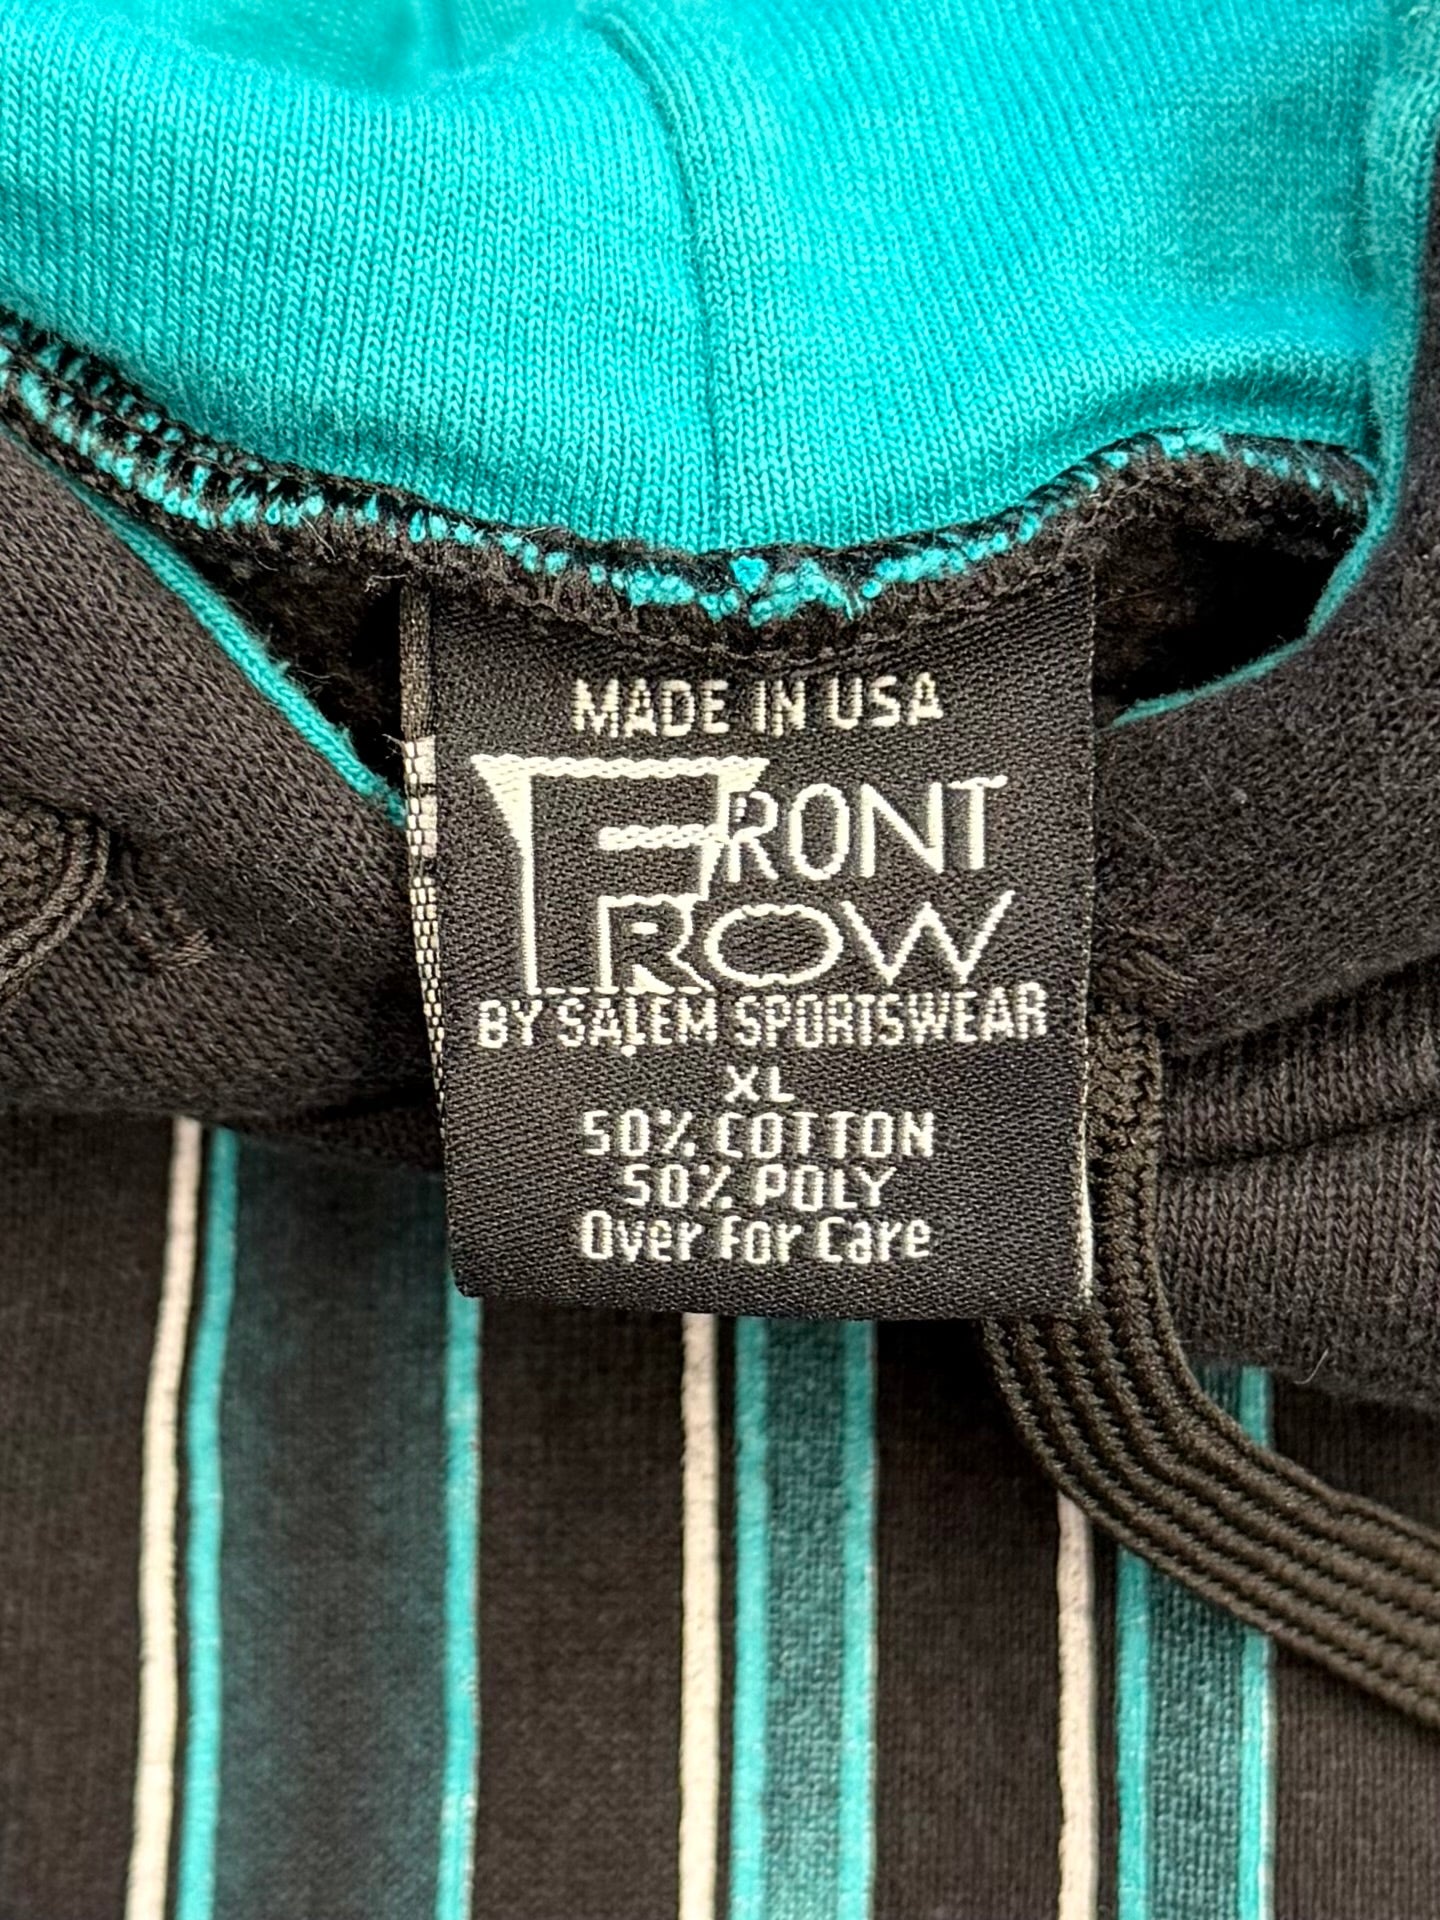 MADE IN USA
FRONT
ROW
BY SALEM SPORTSWEAR
XL
50% COTTON
50% POLY
Over For Care